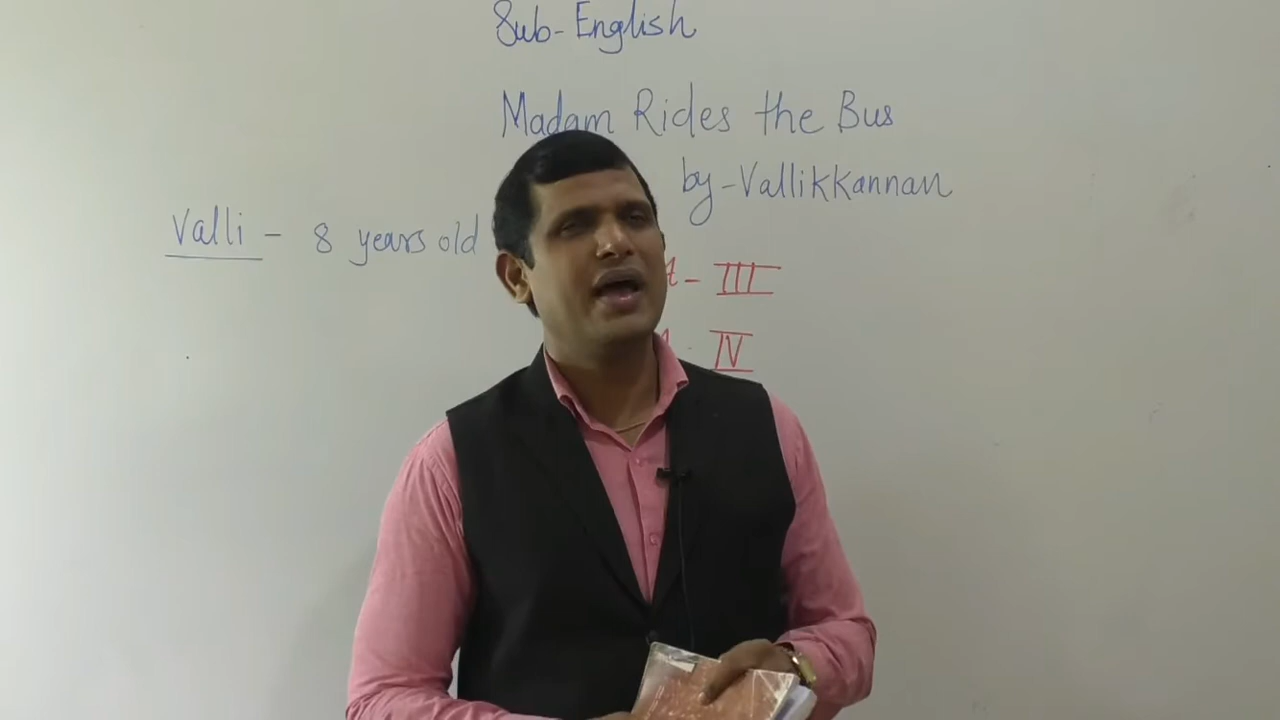 Sub-English
Madam Rides the Bus
by-Vallikkannan
Valli - 8 years old
- III
- IV